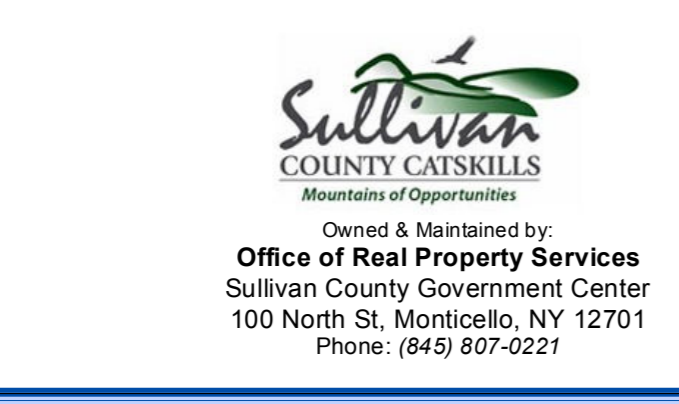 Sullivan
COUNTY CATSKILLS
Mountains of Opportunities
Owned & Maintained by:
Office of Real Property Services
Sullivan County Government Center
100 North St, Monticello, NY 12701
Phone: (845) 807-0221